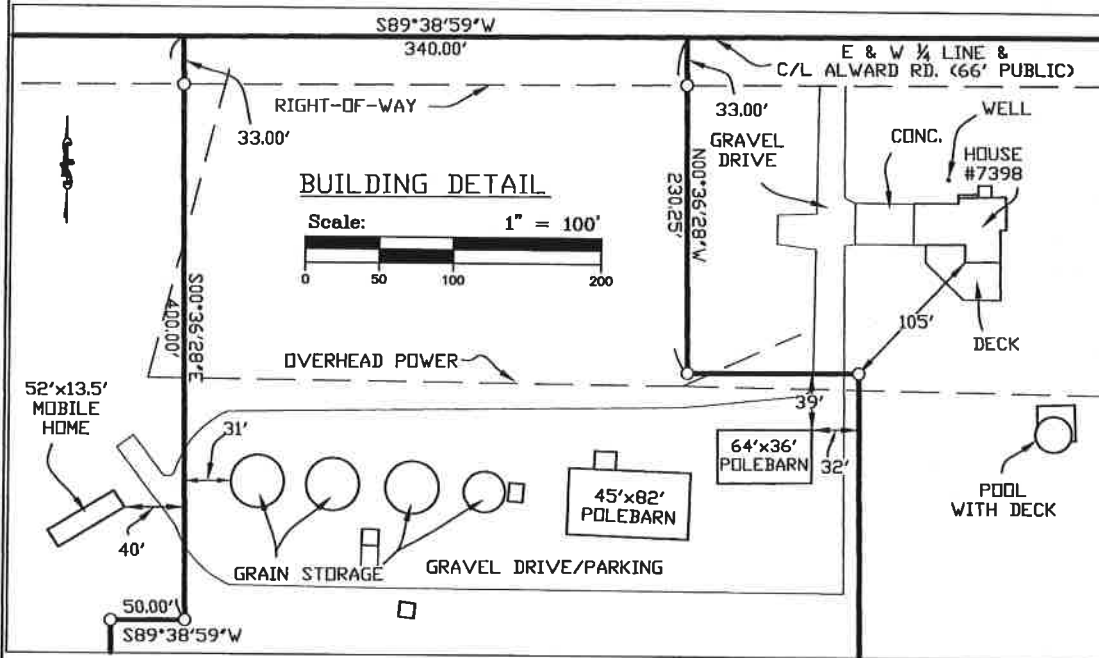 S89°38'59"W
340.00'
E & W ¼ LINE &
C/L ALWARD RD. (66' PUBLIC)
RIGHT-OF-WAY
33.00'
33.00'
GRAVEL
DRIVE
CONC.
WELL
HOUSE
#7398
BUILDING DETAIL
Scale: 1" = 100'
0 50 100 200
N00°36'28"W
230.25'
S00°36'28"E
400.00'
105'
DECK
OVERHEAD POWER
52'x13.5'
MOBILE
HOME
31'
39'
64'x36'
POLEBARN
32'
45'x82'
POLEBARN
POOL
WITH DECK
40'
GRAIN STORAGE
GRAVEL DRIVE/PARKING
50.00'
S89°38'59"W